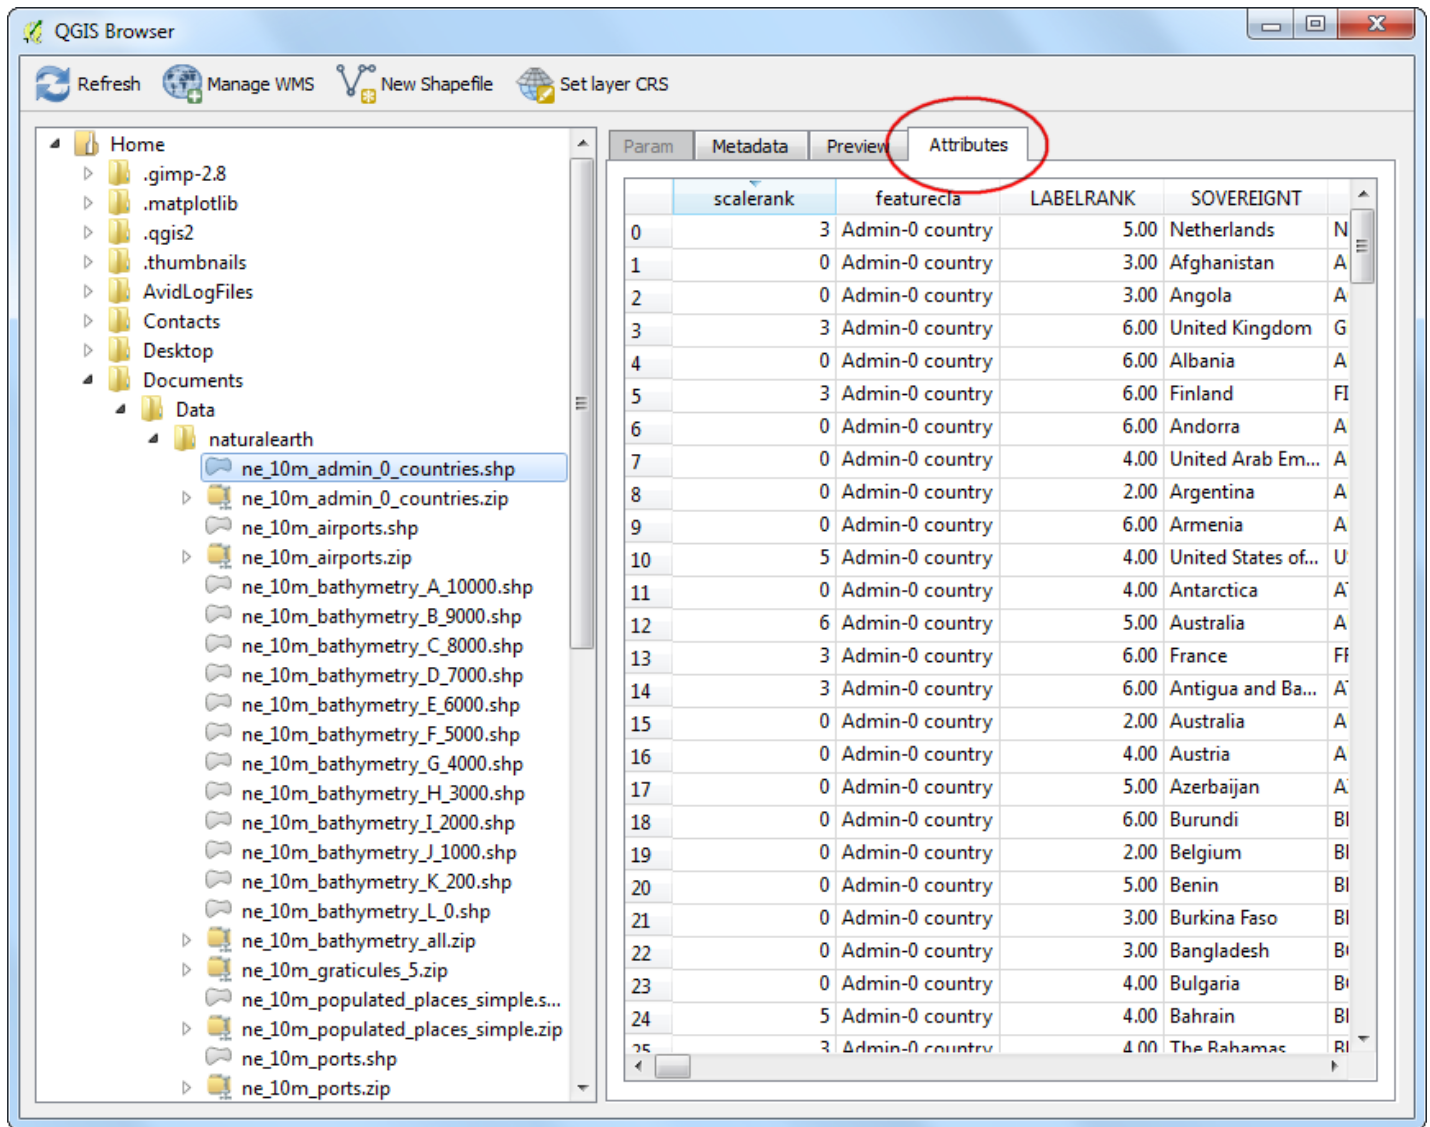 QGIS Browser
Refresh Manage WMS New Shapefile Set layer CRS
Home
.gimp-2.8
.matplotlib
.qgis2
.thumbnails
AvidLogFiles
Contacts
Desktop
Documents
Data
naturalearth
ne_10m_admin_0_countries.shp
ne_10m_admin_0_countries.zip
ne_10m_airports.shp
ne_10m_airports.zip
ne_10m_bathymetry_A_10000.shp
ne_10m_bathymetry_B_9000.shp
ne_10m_bathymetry_C_8000.shp
ne_10m_bathymetry_D_7000.shp
ne_10m_bathymetry_E_6000.shp
ne_10m_bathymetry_F_5000.shp
ne_10m_bathymetry_G_4000.shp
ne_10m_bathymetry_H_3000.shp
ne_10m_bathymetry_I_2000.shp
ne_10m_bathymetry_J_1000.shp
ne_10m_bathymetry_K_200.shp
ne_10m_bathymetry_L_0.shp
ne_10m_bathymetry_all.zip
ne_10m_graticules_5.zip
ne_10m_populated_places_simple.s...
ne_10m_populated_places_simple.zip
ne_10m_ports.shp
ne_10m_ports.zip
Param Metadata Preview Attributes
scalerank featurecla LABELRANK SOVEREIGNT
0 3 Admin-0 country 5.00 Netherlands N
1 0 Admin-0 country 3.00 Afghanistan A
2 0 Admin-0 country 3.00 Angola A
3 3 Admin-0 country 6.00 United Kingdom G
4 0 Admin-0 country 6.00 Albania A
5 3 Admin-0 country 6.00 Finland FI
6 0 Admin-0 country 6.00 Andorra A
7 0 Admin-0 country 4.00 United Arab Em... A
8 0 Admin-0 country 2.00 Argentina A
9 0 Admin-0 country 6.00 Armenia A
10 5 Admin-0 country 4.00 United States of... U
11 0 Admin-0 country 4.00 Antarctica A
12 6 Admin-0 country 5.00 Australia A
13 3 Admin-0 country 6.00 France F
14 3 Admin-0 country 6.00 Antigua and Ba... A
15 0 Admin-0 country 2.00 Australia A
16 0 Admin-0 country 4.00 Austria A
17 0 Admin-0 country 5.00 Azerbaijan A
18 0 Admin-0 country 6.00 Burundi B
19 0 Admin-0 country 2.00 Belgium B
20 0 Admin-0 country 5.00 Benin B
21 0 Admin-0 country 3.00 Burkina Faso B
22 0 Admin-0 country 3.00 Bangladesh B
23 0 Admin-0 country 4.00 Bulgaria B
24 5 Admin-0 country 4.00 Bahrain B
25 3 Admin-0 country 4.00 The Bahamas B